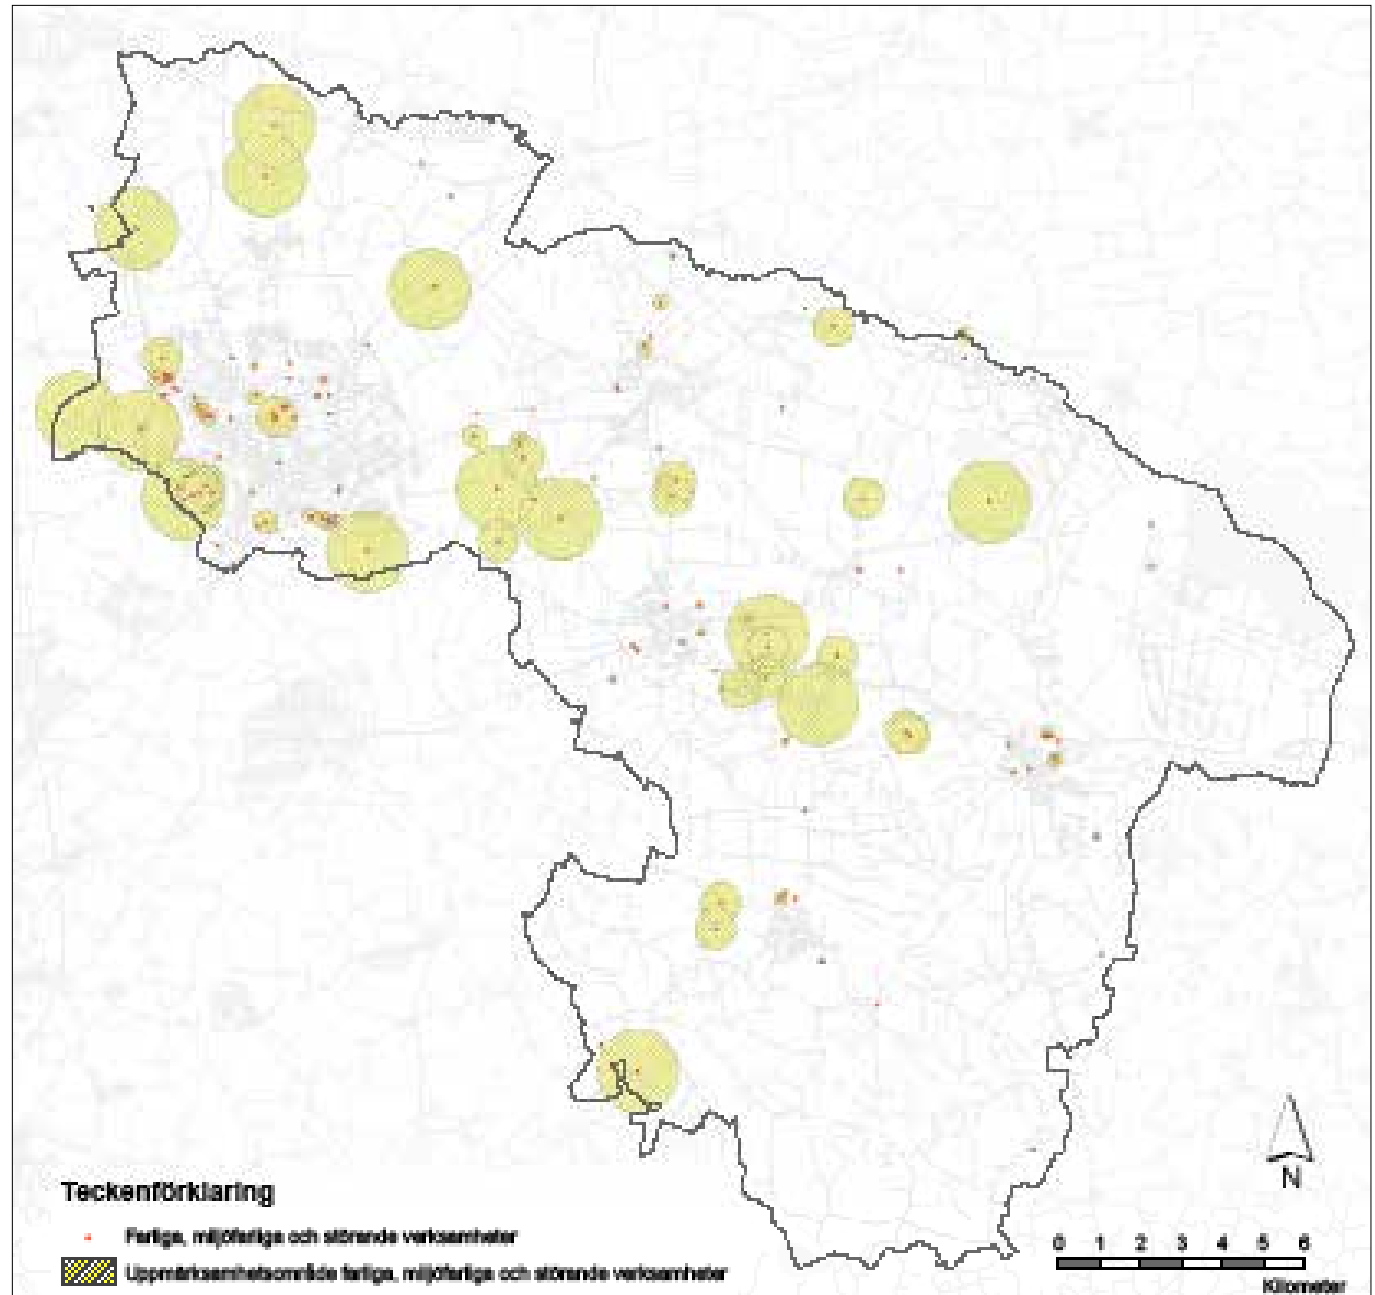 Teckenförklaring
Farliga, miljöfarliga och störande verksamheter
Uppmärksamhetsområde farliga, miljöfarliga och störande verksamheter
N
0 1 2 3 4 5 6
Kilometer